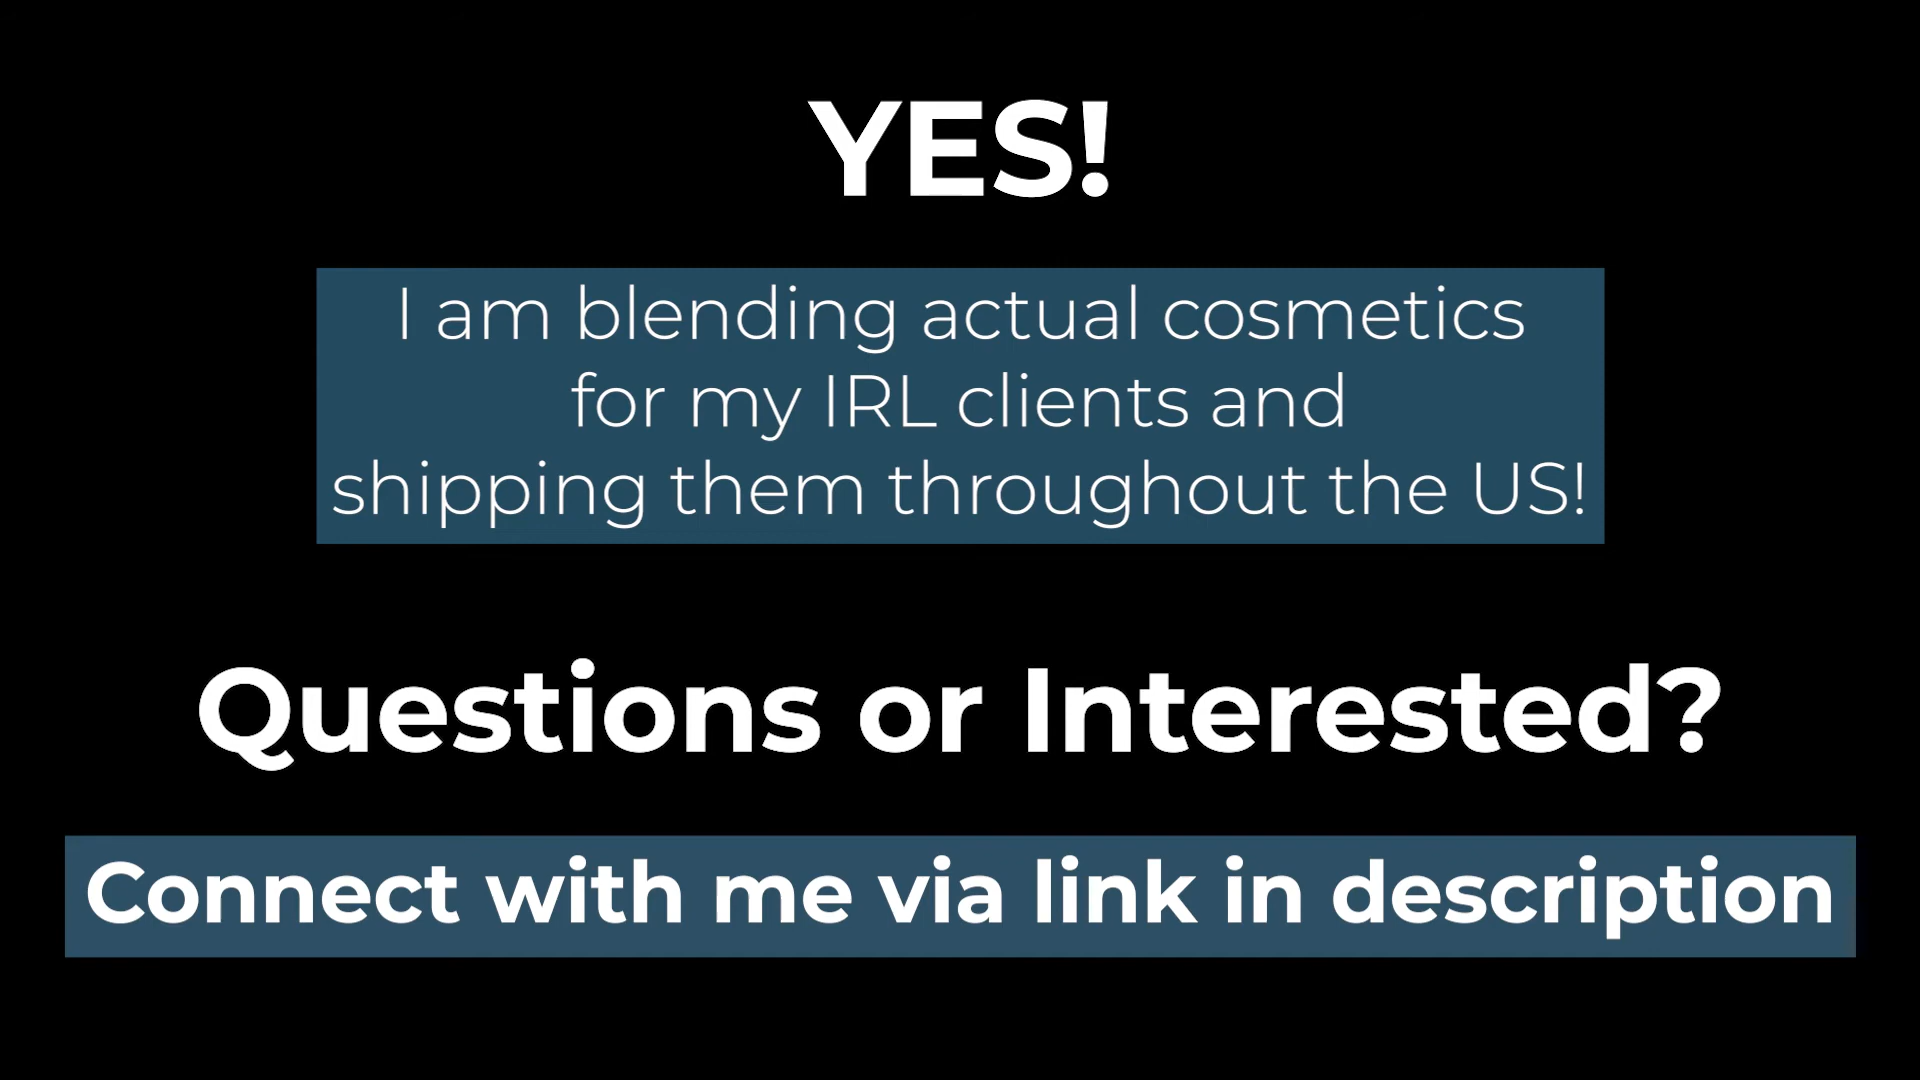 YES!
I am blending actual cosmetics
for my IRL clients and
shipping them throughout the US!
Questions or Interested?
Connect with me via link in description